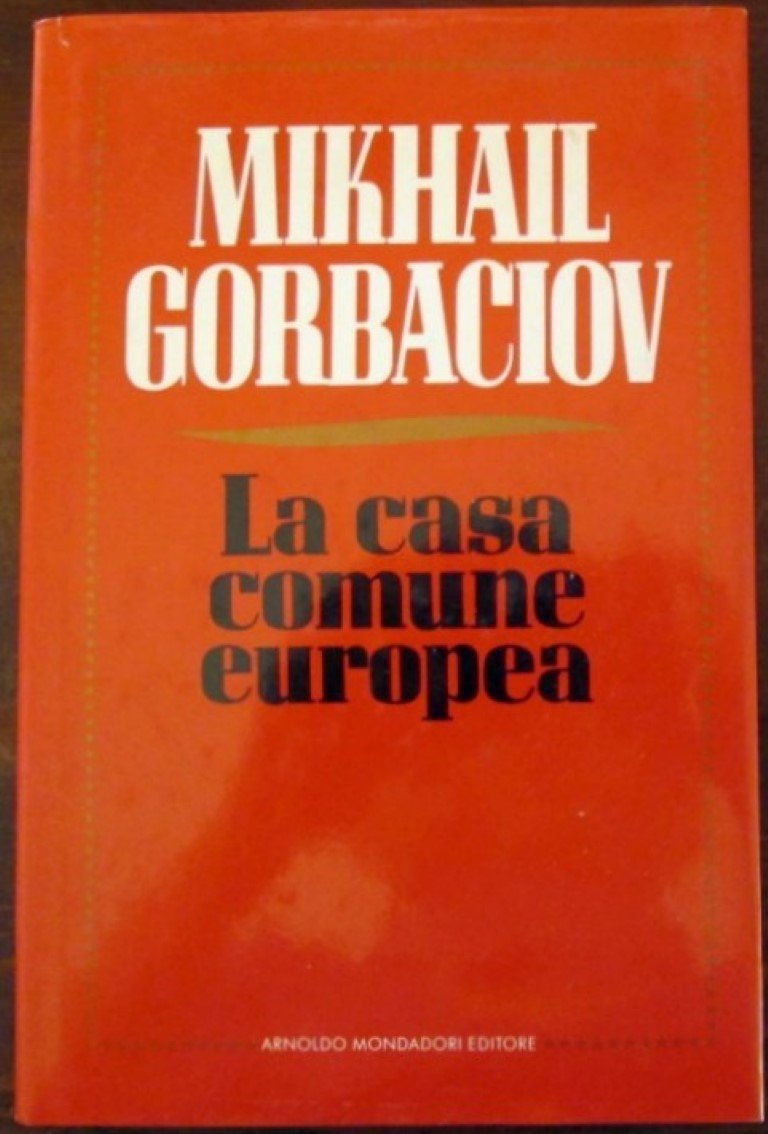 MIKHAIL
GORBACIOV
La casa
comune
europea
ARNOLDO MONDADORI EDITORE